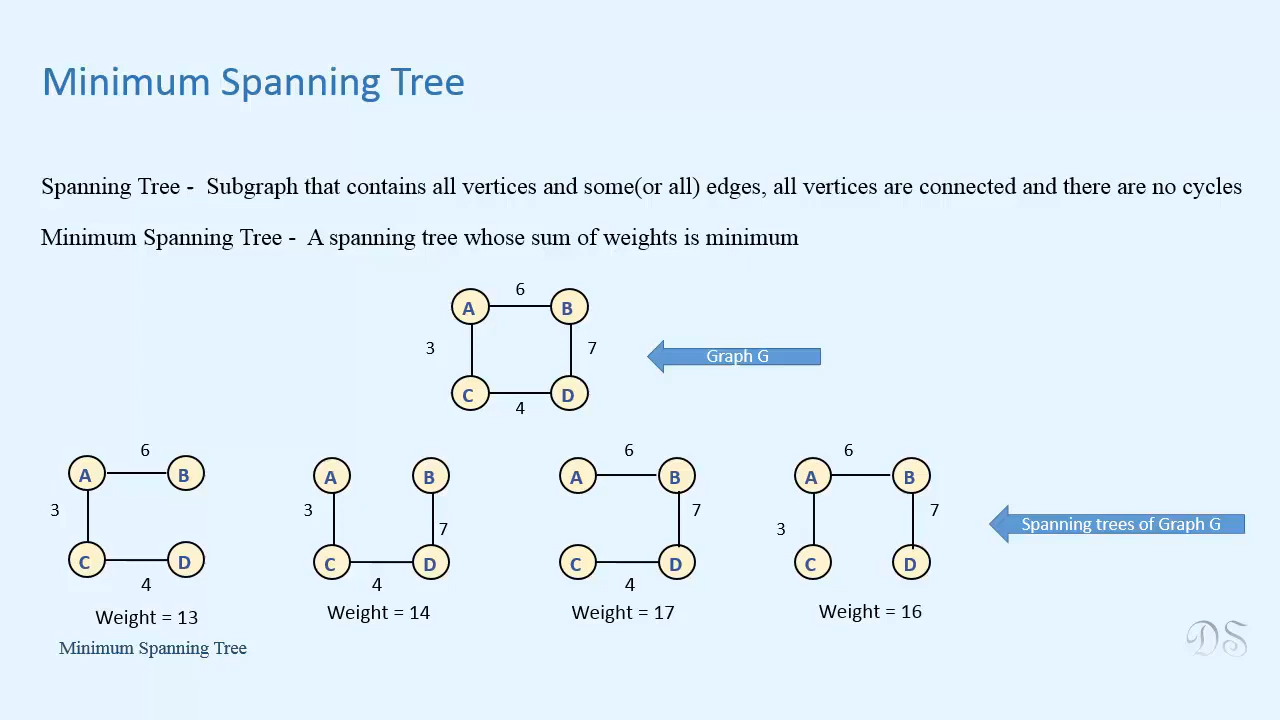 Minimum Spanning Tree
Spanning Tree -  Subgraph that contains all vertices and some(or all) edges, all vertices are connected and there are no cycles
Minimum Spanning Tree -  A spanning tree whose sum of weights is minimum
6
A
B
3
7
Graph G
C
D
4
6
A
B
3
C
D
4
Weight = 13
Minimum Spanning Tree
A
B
3
7
C
D
4
Weight = 14
6
A
B
7
C
D
4
Weight = 17
6
A
B
3
7
C
D
Weight = 16
Spanning trees of Graph G
DS